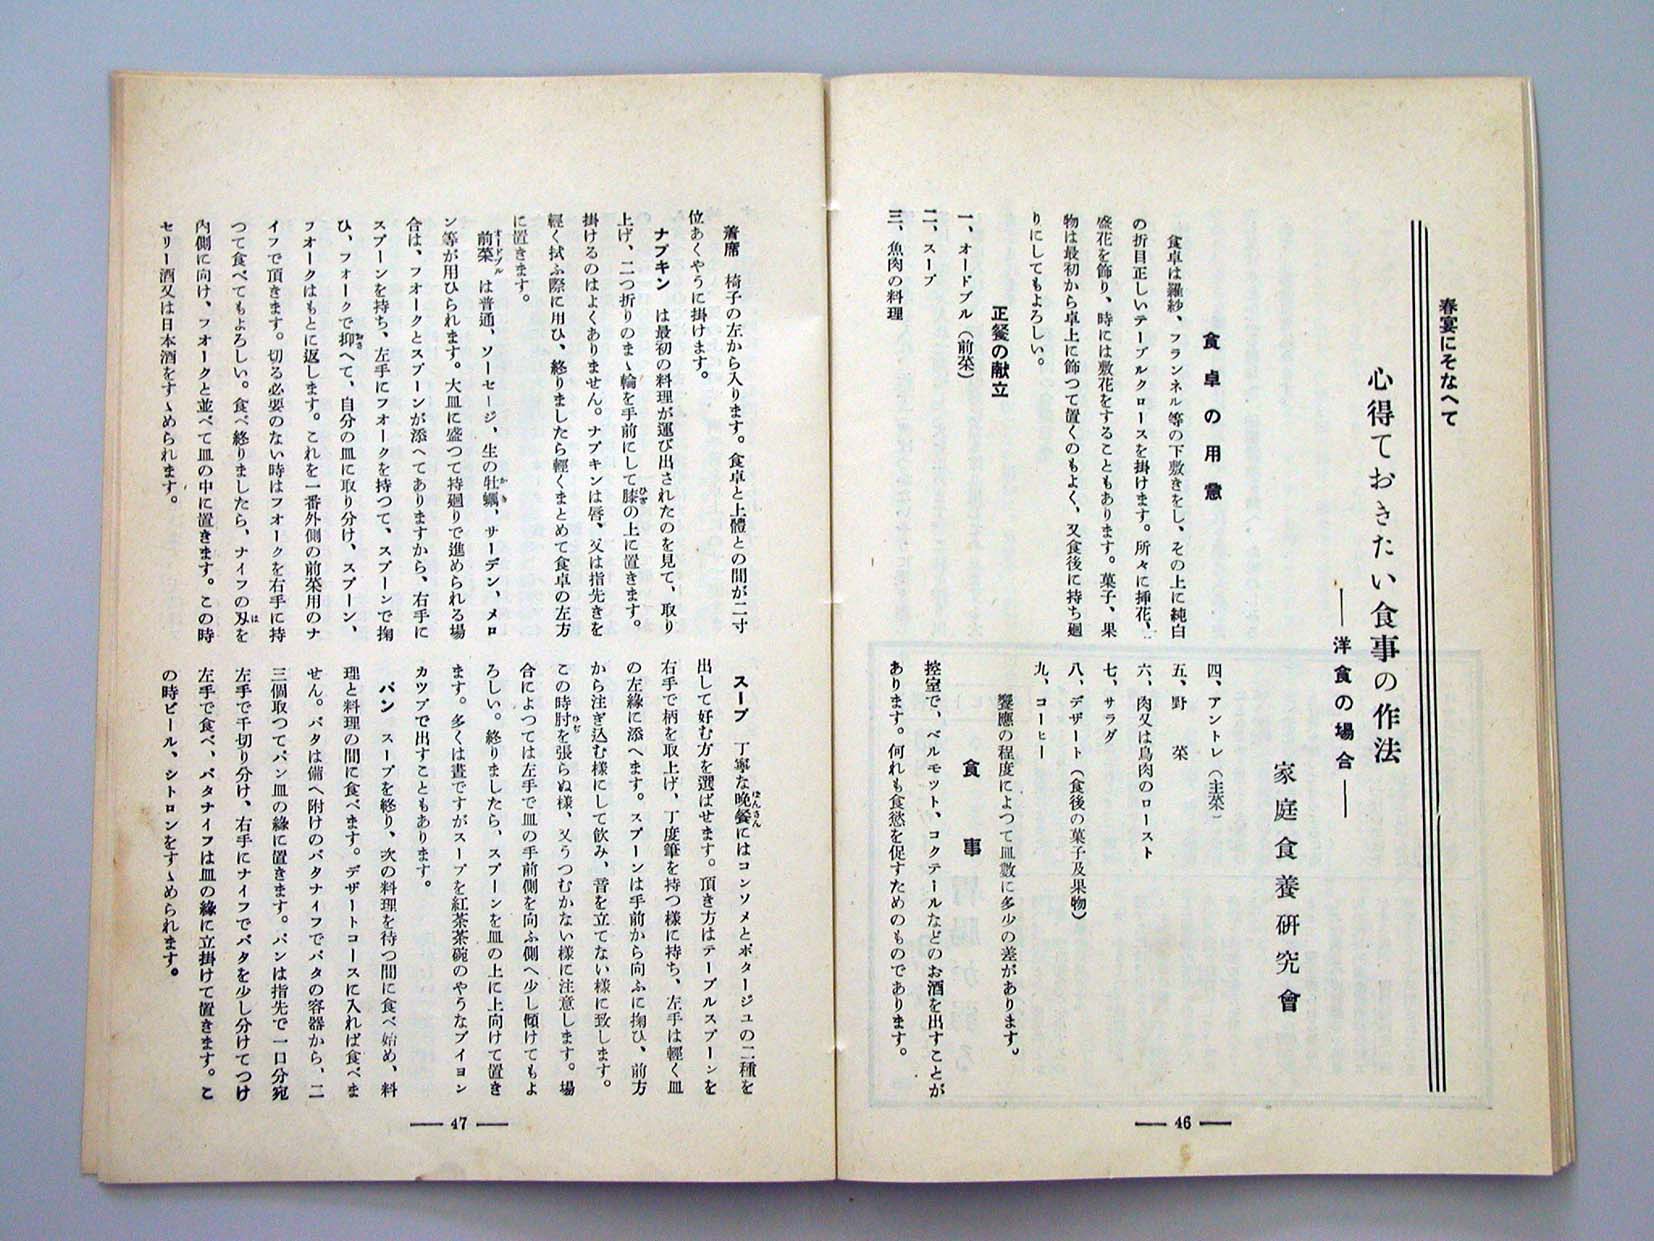 春宴にそなへて
心得ておきたい食事の作法
――洋食の場合――
家庭食養研究會
食卓の用意
食卓は羅紗、フランネル等の下敷きをし、その上に純白
の折目正しいテーブルクロースを掛けます。所々に挿花、
盛花を飾り、時には敷花をすることもあります。菓子、果
物は最初から卓上に飾つて置くのもよく、又食後に持ち廻
りにしてもよろしい。
正餐の献立
一、オードブル（前菜）
二、スープ
三、魚肉の料理
四、アントレ（主菜）
五、野　菜
六、肉又は鳥肉のロースト
七、サラダ
八、デザート（食後の菓子及果物）
九、コーヒー
饗應の程度によつて皿數に多少の差があります。
食　事
控室で、ベルモット、コクテールなどのお酒を出すことが
あります。何れも食慾を促すためのものであります。
― 46 ―
着席　椅子の左から入ります。食卓と上體との間が二寸
位あくやうに掛けます。
ナプキン　は最初の料理が運び出されたのを見て、取り
上げ、二つ折りのまゝ輪を手前にして膝の上に置きます。
掛けるのはよくありません。ナプキンは唇、又は指先きを
輕く拭ふ際に用ひ、終りましたら輕くまとめて食卓の左方
に置きます。
前菜　は普通、ソーセージ、生の牡蠣、サーデン、メロ
ン等が用ひられます。大皿に盛つて持廻りで進められる場
合は、フオークとスプーンが添へてありますから、右手に
スプーンを持ち、左手にフオークを持つて、スプーンで掬
ひ、フオークで抑へて、自分の皿に取り分け、スプーン、
フオークはもとに返します。これを一番外側の前菜用のナ
イフで頂きます。切る必要のない時はフオークを右手に持
つて食べてもよろしい。食べ終りましたら、ナイフの刄を
內側に向け、フオークと並べて皿の中に置きます。この時
セリー酒又は日本酒をすゝめられます。
スープ　丁寧な晩餐にはコンソメとポタージユの二種を
出して好む方を選ばせます。頂き方はテーブルスプーンを
右手で柄を取上げ、丁度筆を持つ樣に持ち、左手は輕く皿
の左緣に添へます。スプーンは手前から向ふに掬ひ、前方
から注ぎ込む樣にして飮み、音を立てない樣に致します。
この時肘を張らぬ樣、又うつむかない樣に注意します。場
合によつては左手で皿の手前側を向ふ側へ少し傾けてもよ
ろしい。終りましたら、スプーンを皿の上に上向けて置き
ます。多くは晝ですがスープを紅茶茶碗のやうなブイヨン
カツプで出すこともあります。
パン　スープを終り、次の料理を待つ間に食べ始め、料
理と料理の間に食べます。デザートコースに入れば食べま
せん。バタは備へ附けのバタナイフでバタの容器から、二
三個取つてパン皿の緣に置きます。パンは指先で一口分宛
左手で千切り分け、右手にナイフでバタを少し分けてつけ
左手で食べ、バタナイフは皿の緣に立掛けて置きます。こ
の時ビール、シトロンをすゝめられます。
― 47 ―